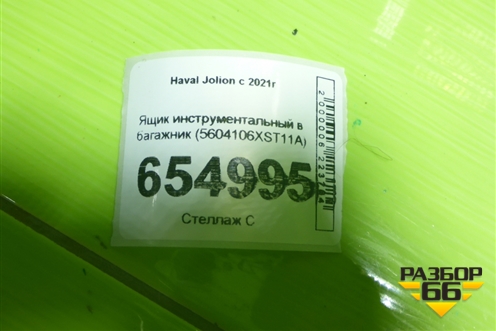 Haval Jolion с 2021г
Ящик инструментальный в
багажник (5604106XST11A)
654995
Стеллаж С
РАЗБОР
66